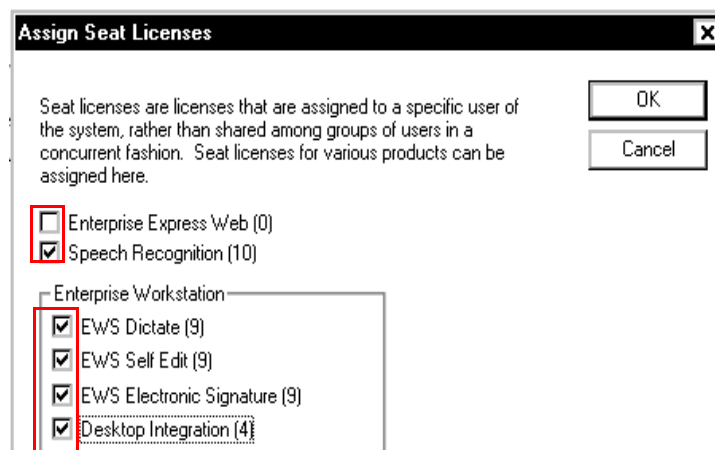 Assign Seat Licenses
Seat licenses are licenses that are assigned to a specific user of
the system, rather than shared among groups of users in a
concurrent fashion.  Seat licenses for various products can be
assigned here.
OK
Cancel
Enterprise Express Web (0)
Speech Recognition (10)
Enterprise Workstation
EWS Dictate (9)
EWS Self Edit (9)
EWS Electronic Signature (9)
Desktop Integration (4)